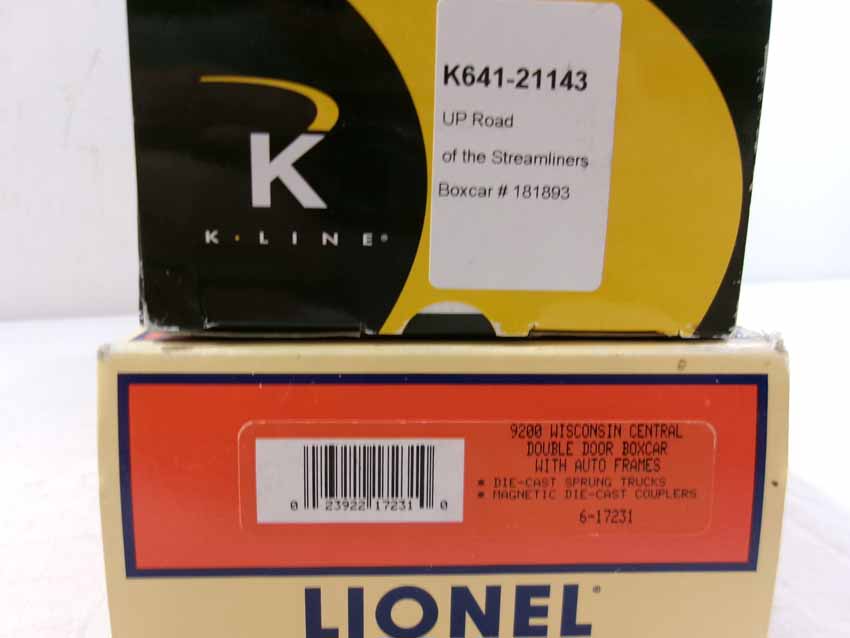 K641-21143
UP Road
of the Streamliners
Boxcar # 181893
K
K·LINE®
9200 WISCONSIN CENTRAL
DOUBLE DOOR BOXCAR
WITH AUTO FRAMES
* DIE-CAST SPRUNG TRUCKS
* MAGNETIC DIE-CAST COUPLERS
6-17231
0 23922 17231 0
LIONEL®